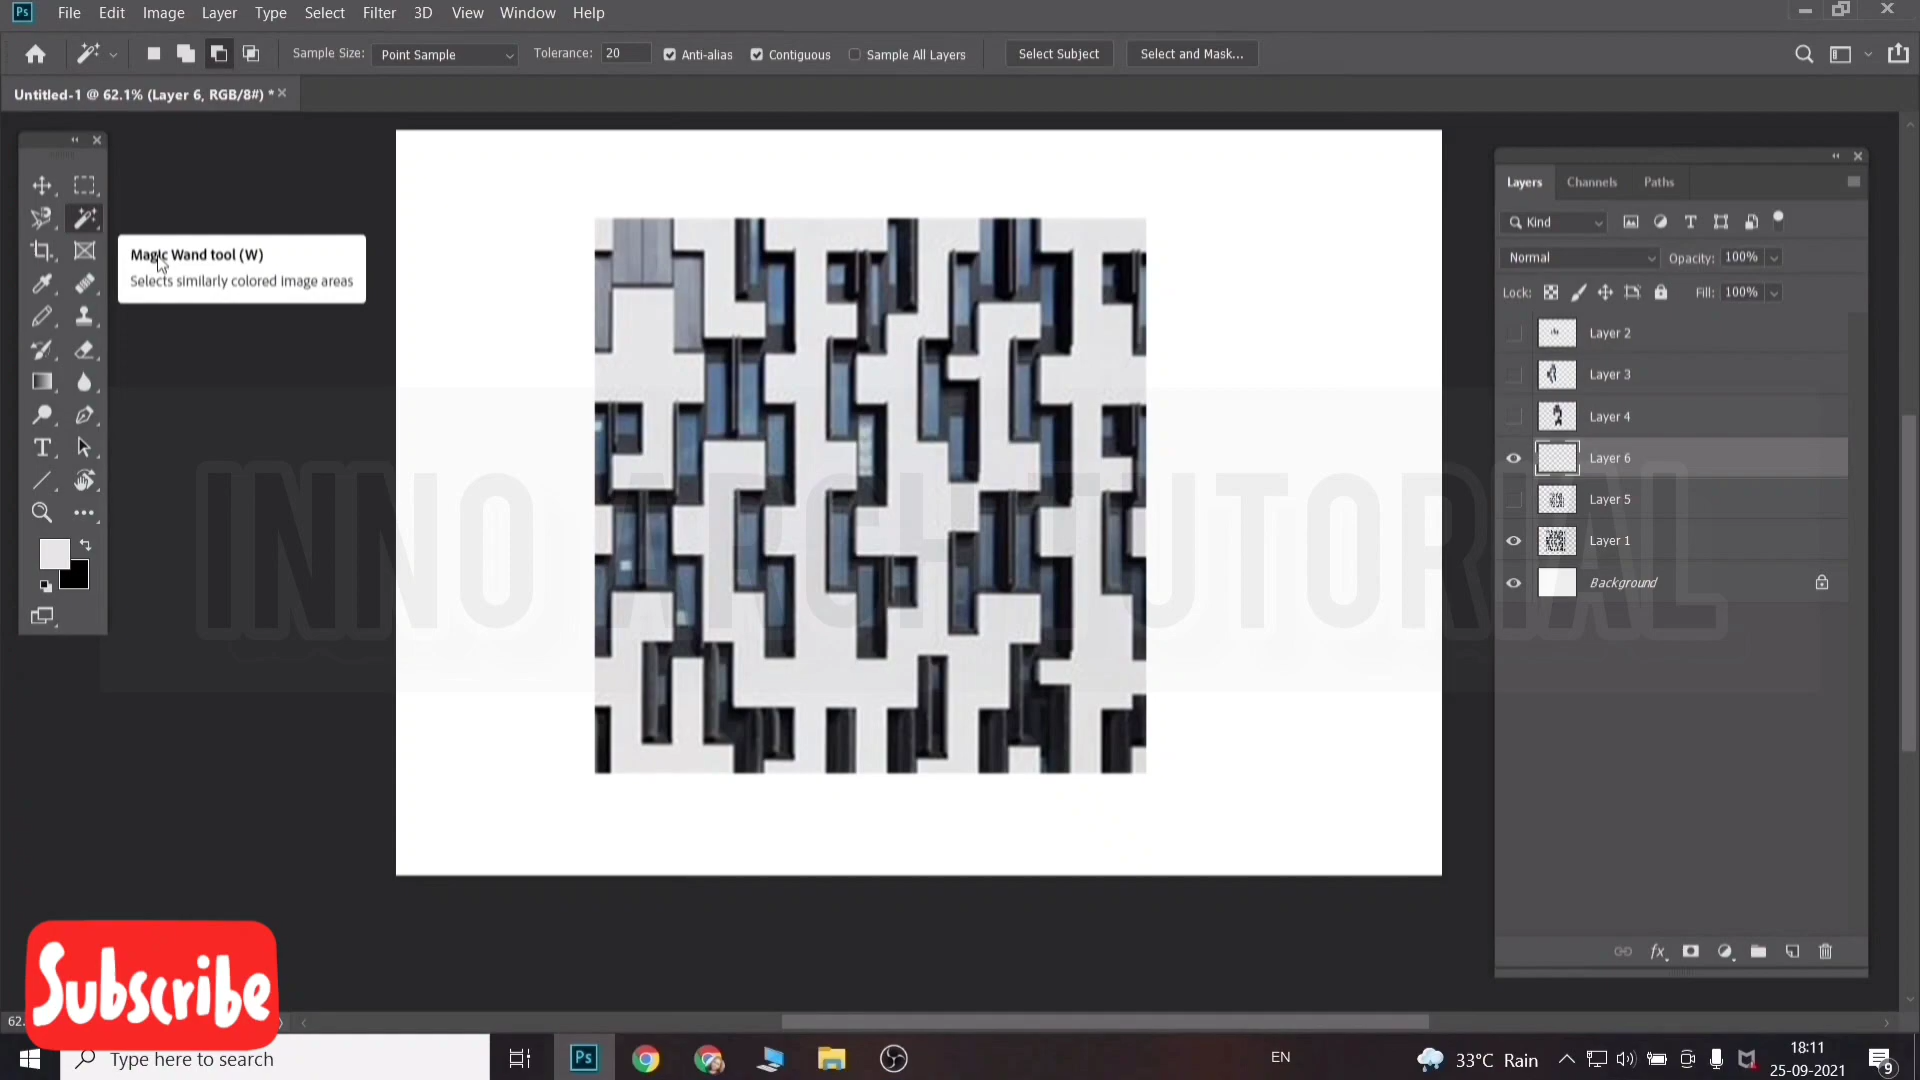 Ps File Edit Image Layer Type Select Filter 3D View Window Help
Sample Size: Point Sample Tolerance: 20 Anti-alias Contiguous Sample All Layers Select Subject Select and Mask...
Untitled-1 @ 62.1% (Layer 6, RGB/8#) *
Magic Wand tool (W)
Selects similarly colored image areas
Layers Channels Paths
Kind
Normal Opacity: 100%
Lock: Fill: 100%
Layer 2
Layer 3
Layer 4
Layer 6
Layer 5
Layer 1
Background
INNO ARCH TUTORIAL
Subscribe
62.
Type here to search
Ps
EN
33°C Rain
18:11
25-09-2021
9